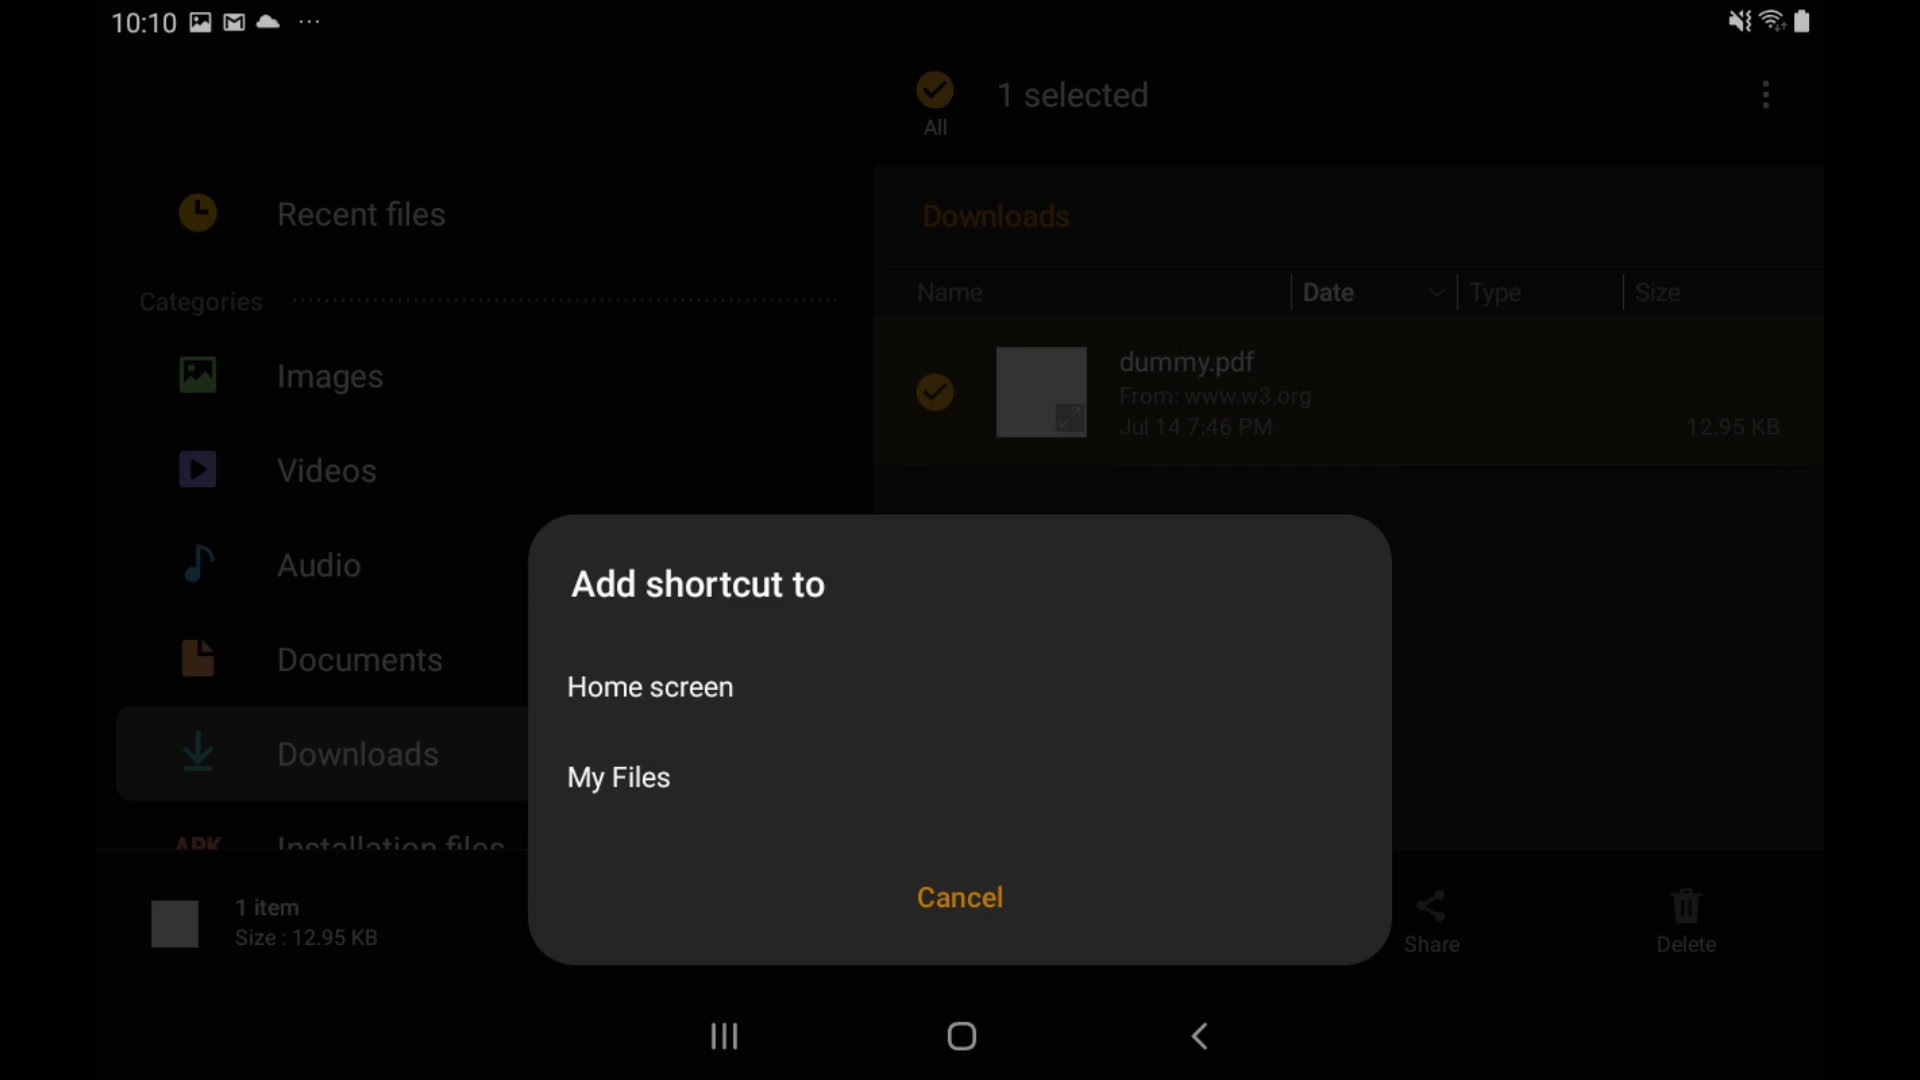 10:10
1 selected
All
Recent files
Categories
Images
Videos
Audio
Documents
Downloads
APK Installation files
Downloads
Name Date Type Size
dummy.pdf
From: www.w3.org
Jul 14 7:46 PM 12.95 KB
Add shortcut to
Home screen
My Files
Cancel
1 item
Size : 12.95 KB
Share
Delete